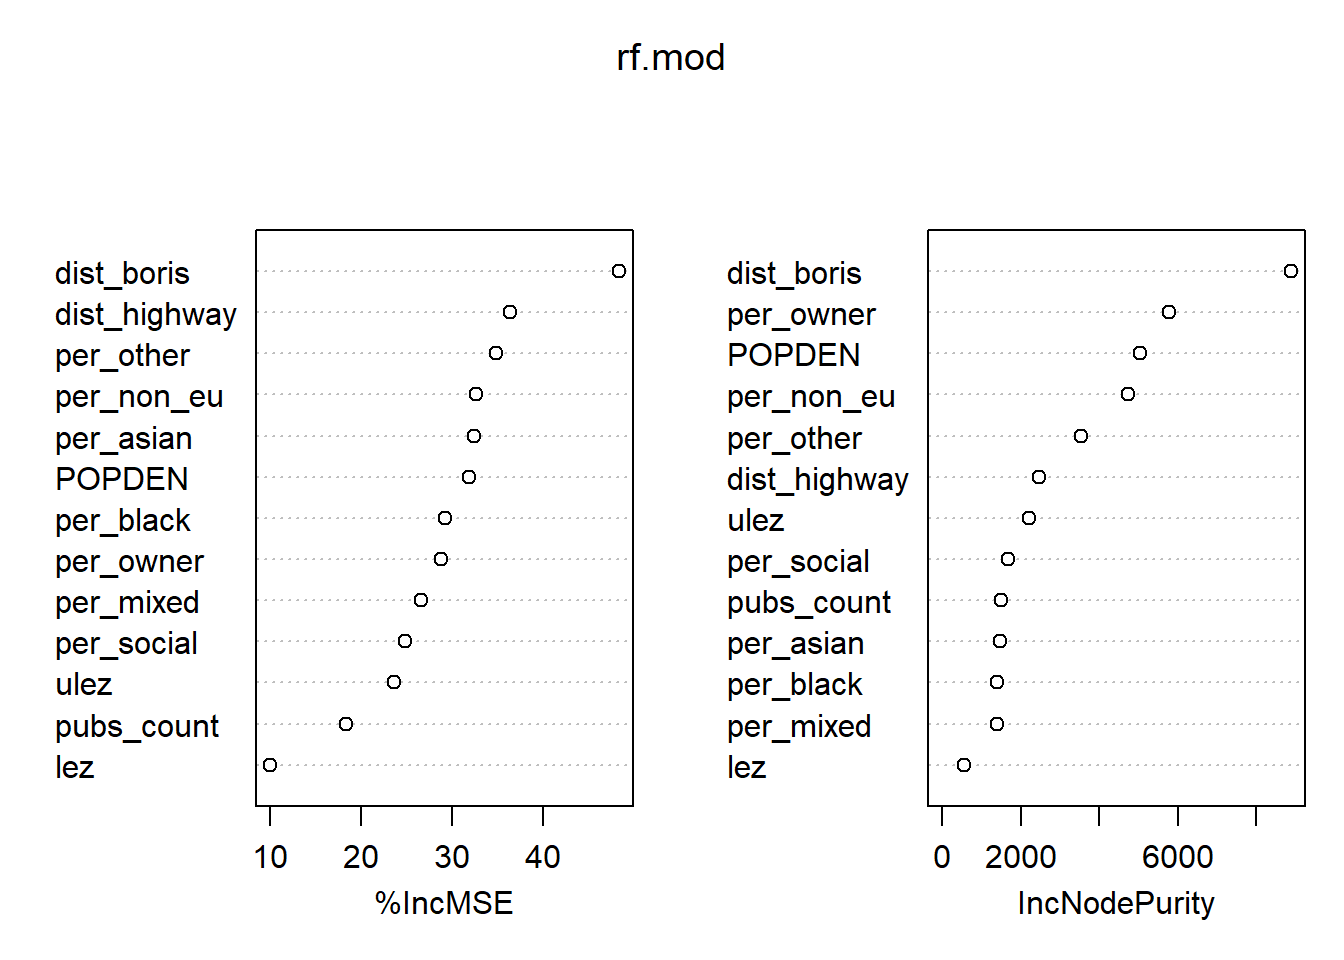 rf.mod
dist_boris
dist_highway
per_other
per_non_eu
per_asian
POPDEN
per_black
per_owner
per_mixed
per_social
ulez
pubs_count
lez
10 20 30 40
%IncMSE
dist_boris
per_owner
POPDEN
per_non_eu
per_other
dist_highway
ulez
per_social
pubs_count
per_asian
per_black
per_mixed
lez
0 2000 6000
IncNodePurity